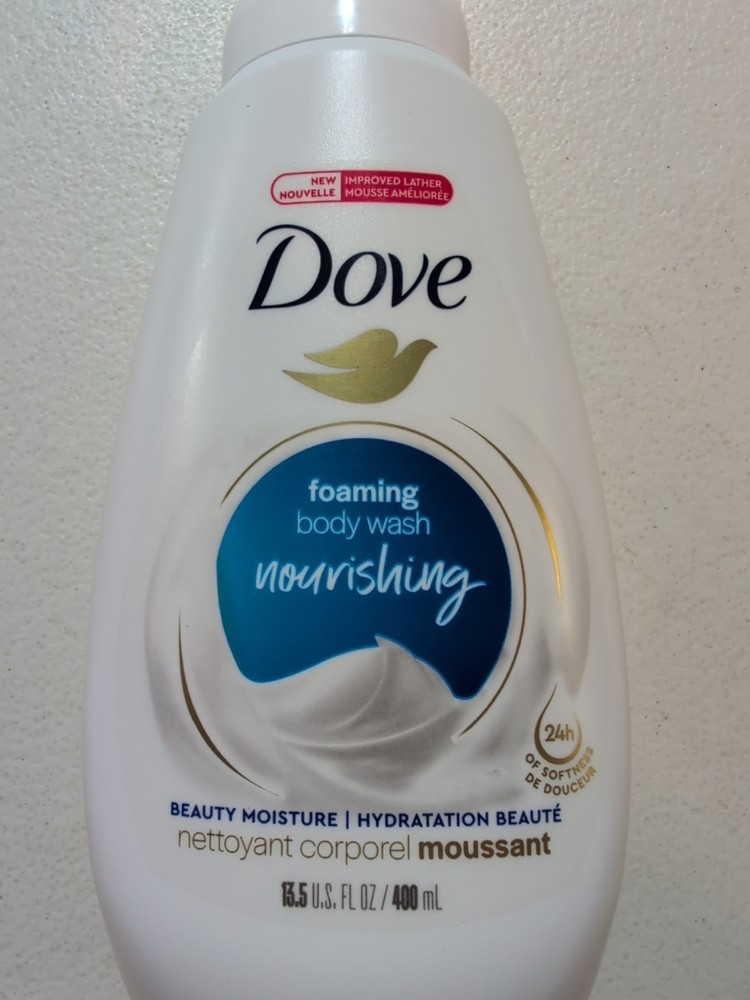 NEW IMPROVED LATHER
NOUVELLE MOUSSE AMÉLIORÉE
Dove
foaming
body wash
nourishing
24h
OF SOFTNESS
DE DOUCEUR
BEAUTY MOISTURE | HYDRATATION BEAUTÉ
nettoyant corporel moussant
13.5 U.S. FL OZ / 400 mL